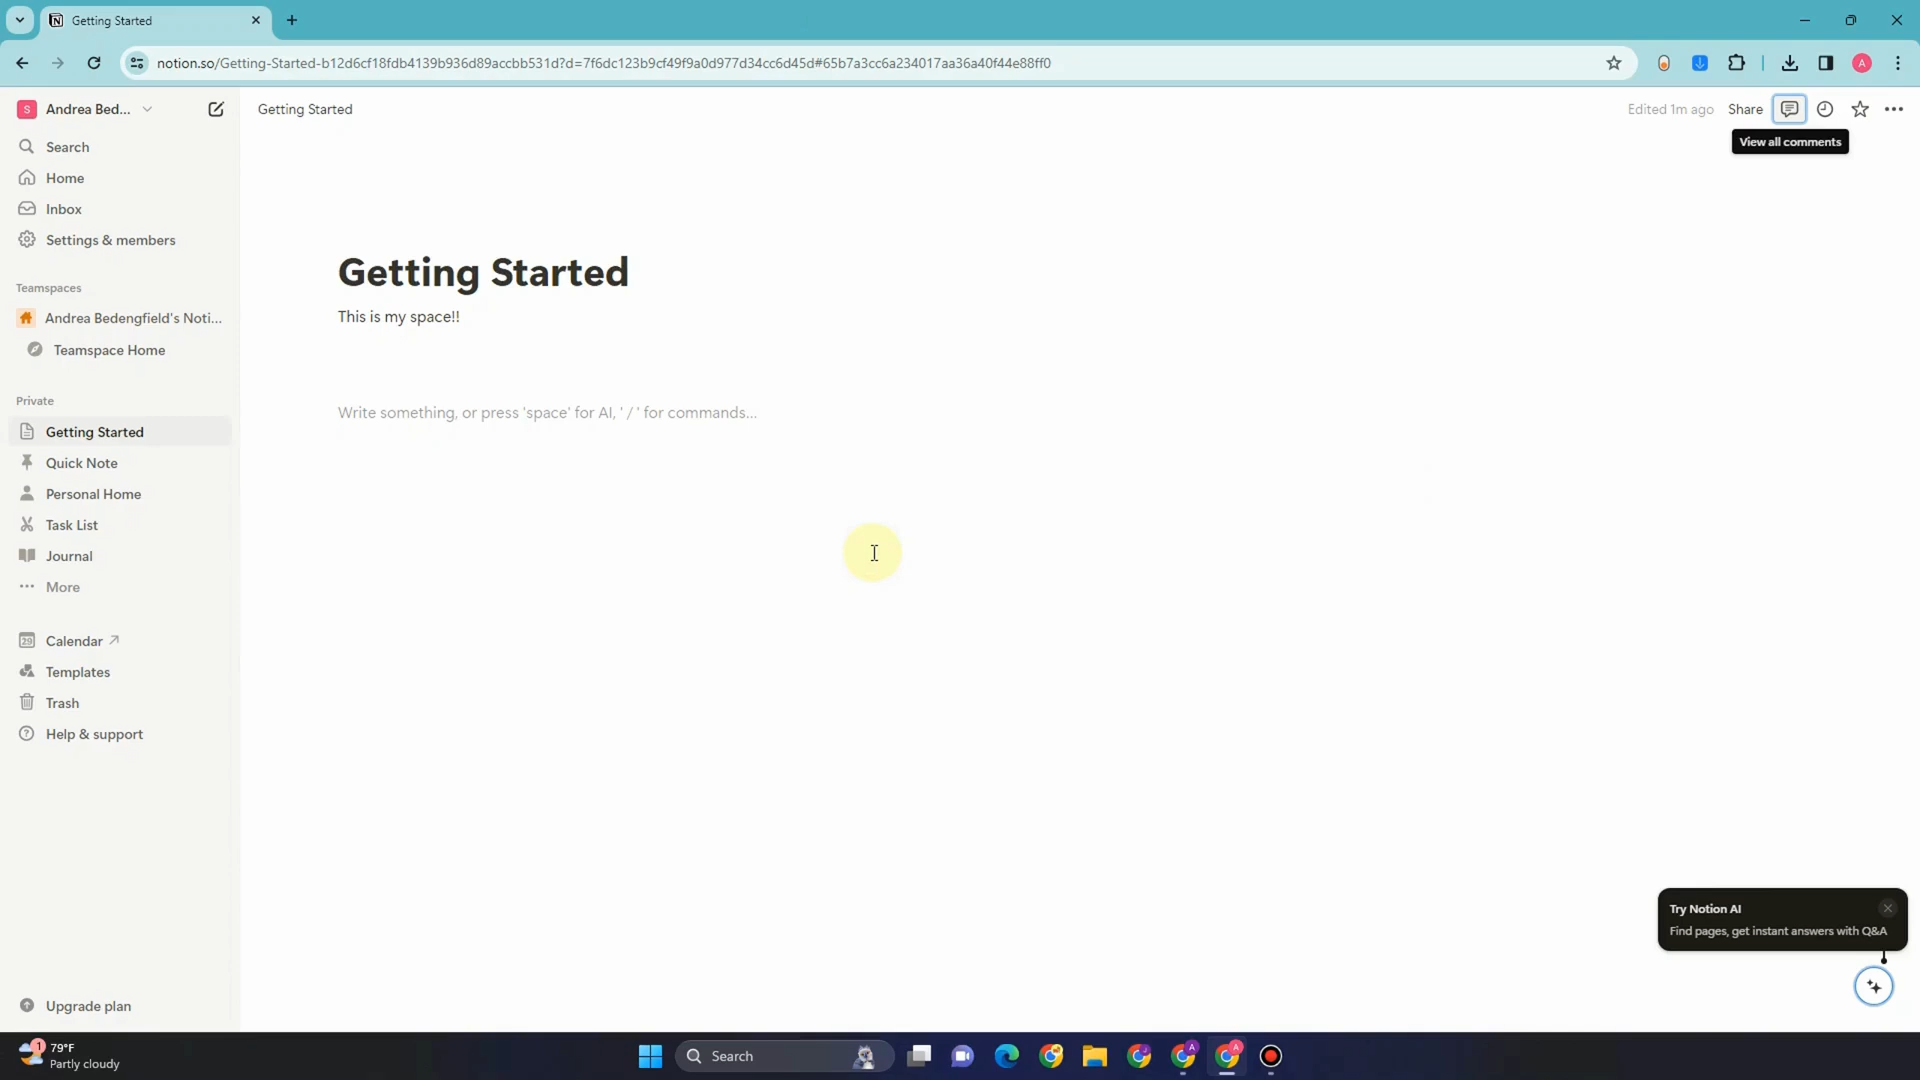 Getting Started
notion.so/Getting-Started-b12d6cf18fdb4139b936d89accbb531d?d=7f6dc123b9cf49f9a0d977d34cc6d45d#65b7a3cc6a234017aa36a40f44e88ff0
A
S Andrea Bed...
Getting Started
Edited 1m ago
Share
View all comments
Search
Home
Inbox
Settings & members
Teamspaces
Andrea Bedengfield's Noti...
Teamspace Home
Private
Getting Started
Quick Note
Personal Home
Task List
Journal
More
Calendar
Templates
Trash
Help & support
Upgrade plan
Getting Started
This is my space!!
Write something, or press 'space' for AI, '/' for commands...
Try Notion AI
Find pages, get instant answers with Q&A
1
79°F
Partly cloudy
Search
J
A
A